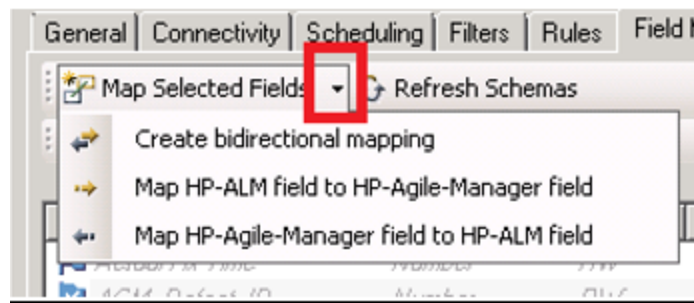 General Connectivity Scheduling Filters Rules Field
Map Selected Fields Refresh Schemas
Create bidirectional mapping
Map HP-ALM field to HP-Agile-Manager field
Map HP-Agile-Manager field to HP-ALM field